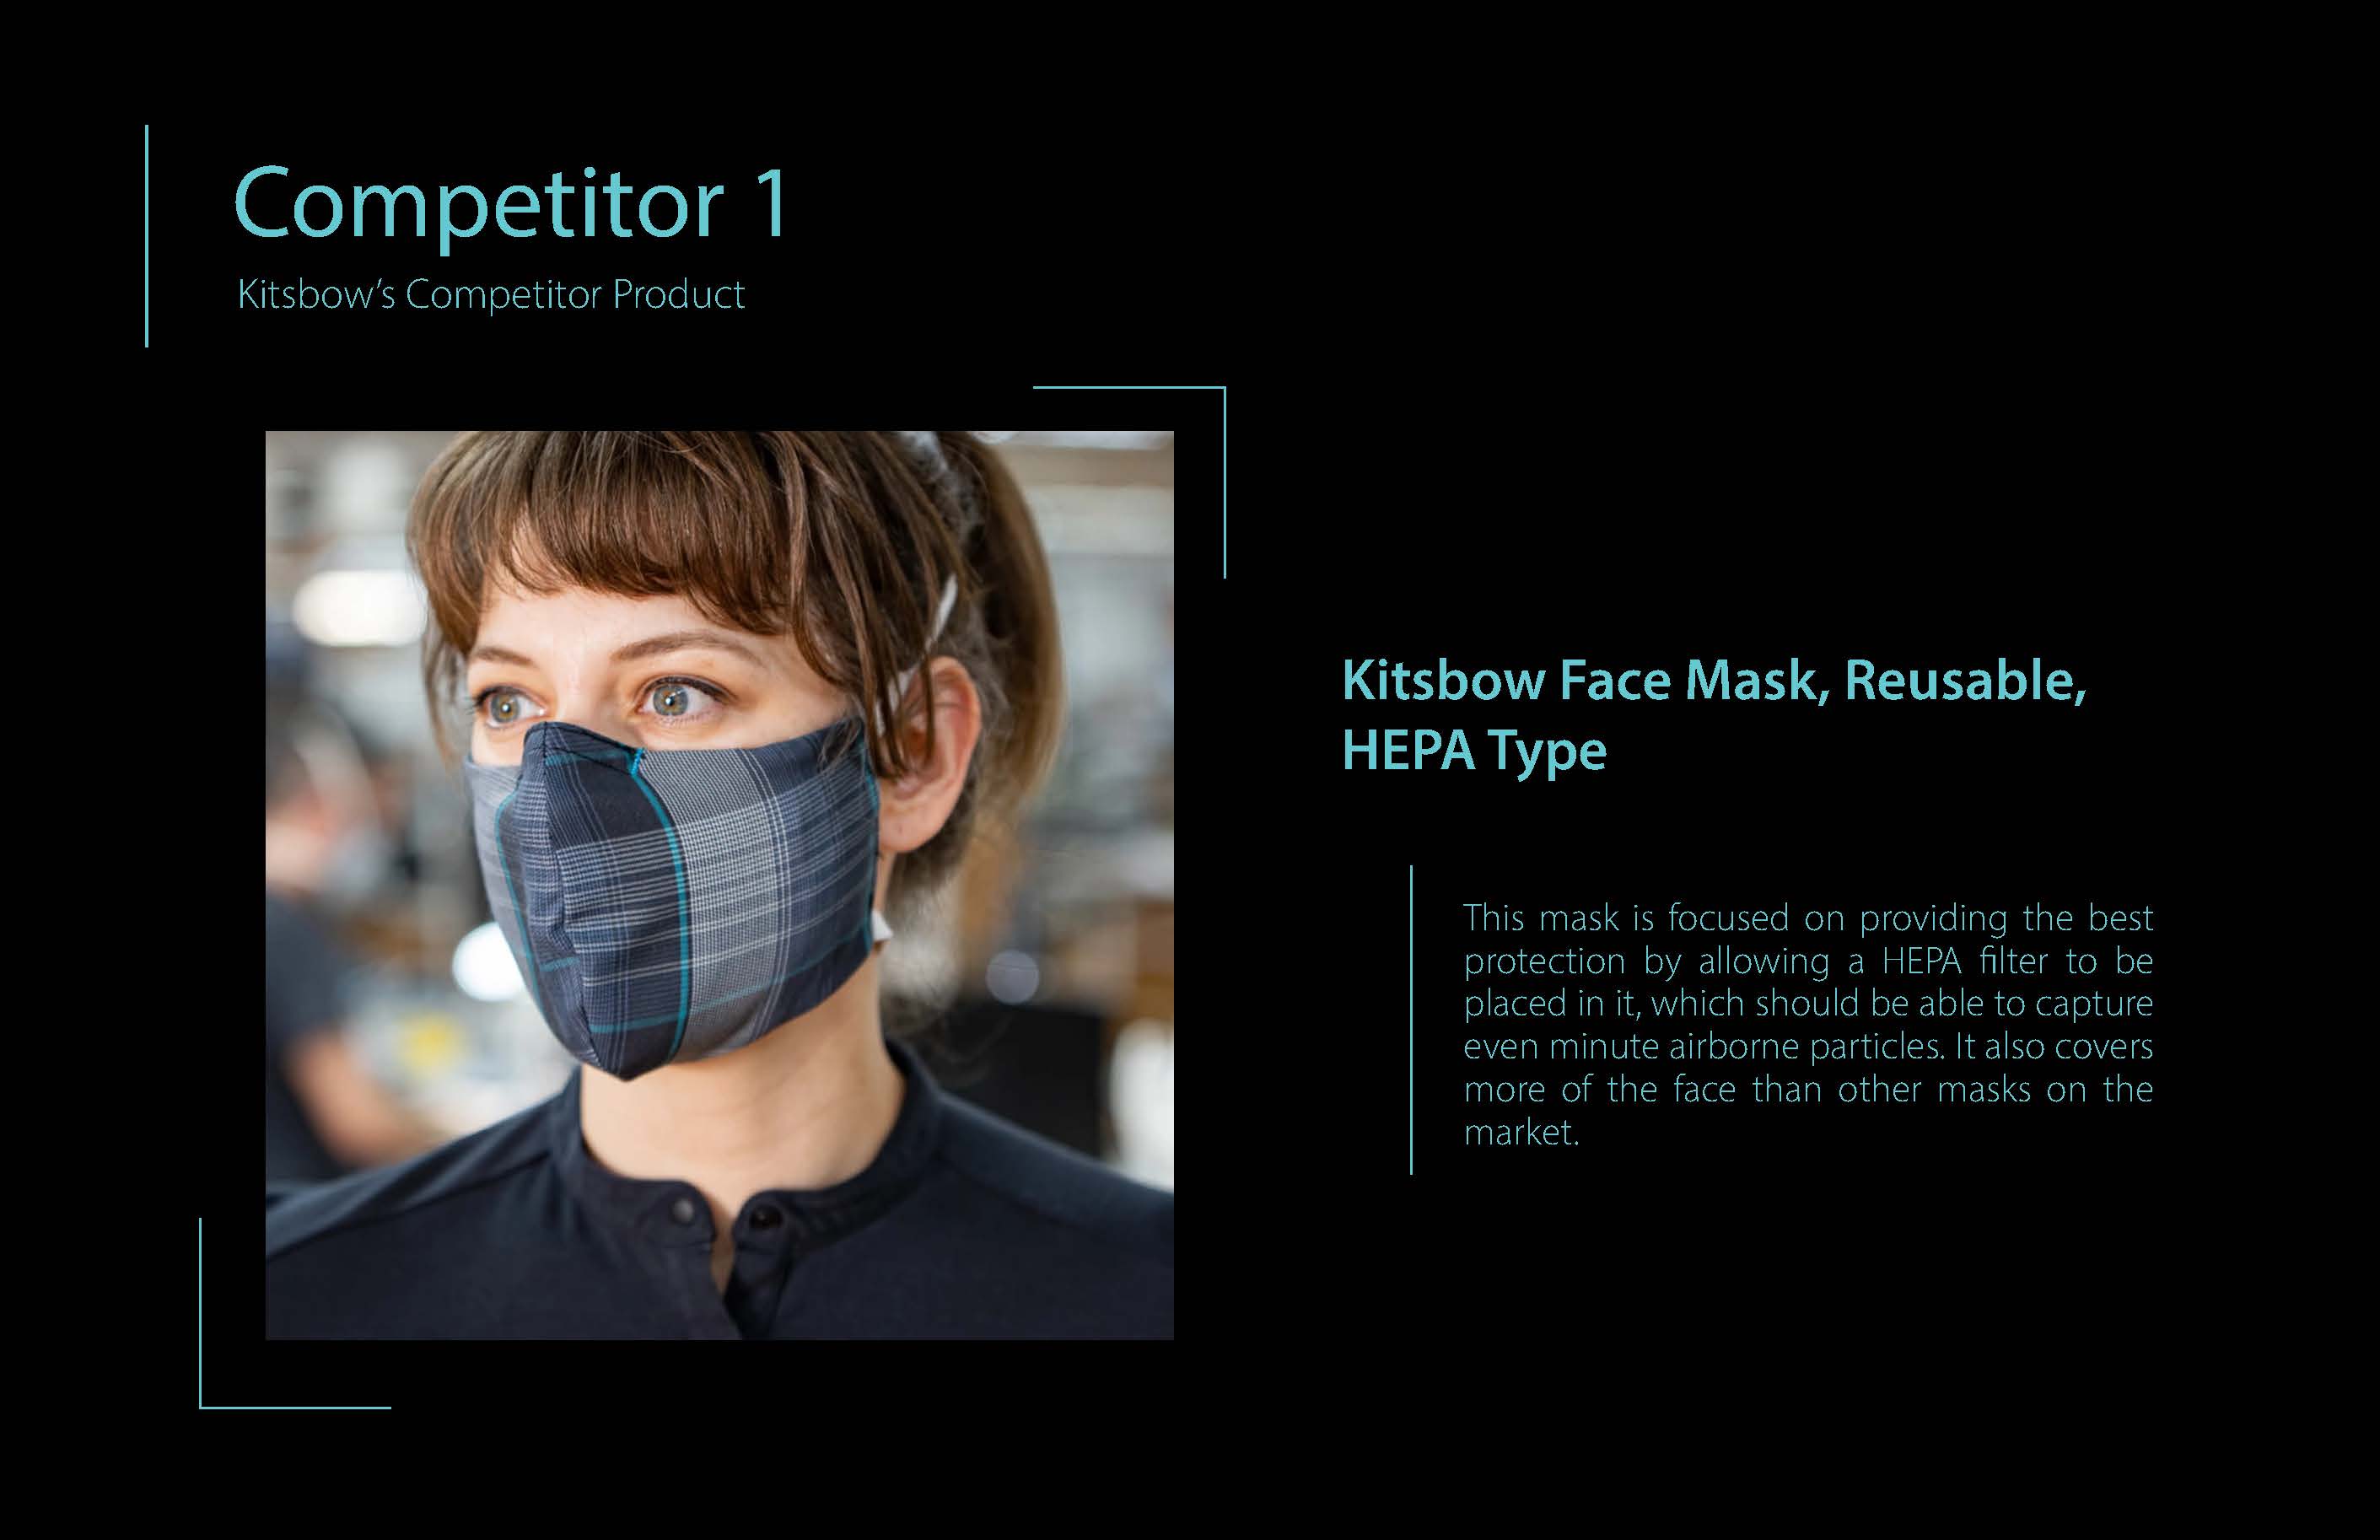 Competitor 1
Kitsbow’s Competitor Product
Kitsbow Face Mask, Reusable,
HEPA Type
This mask is focused on providing the best
protection by allowing a HEPA filter to be
placed in it, which should be able to capture
even minute airborne particles. It also covers
more of the face than other masks on the
market.